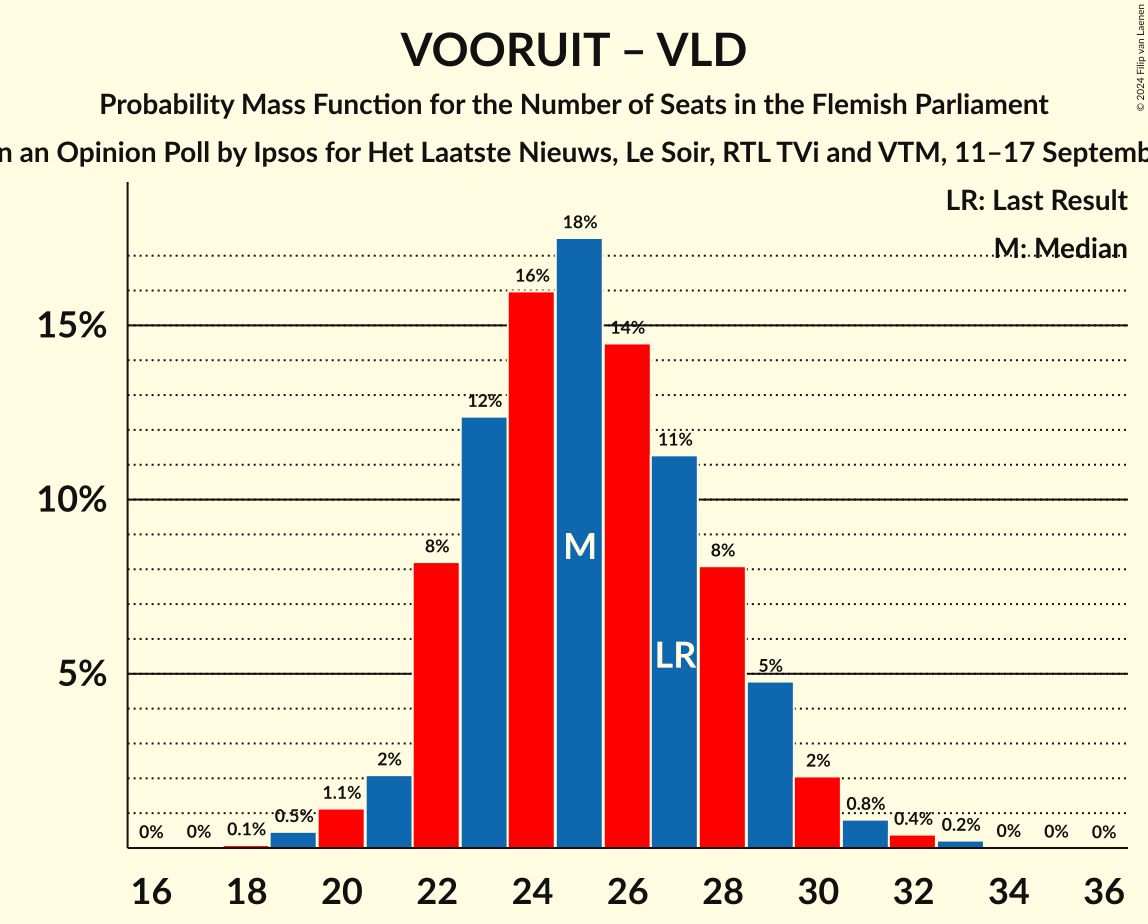 VOORUIT – VLD
Probability Mass Function for the Number of Seats in the Flemish Parliament
an Opinion Poll by Ipsos for Het Laatste Nieuws, Le Soir, RTL TVi and VTM, 11–17
© 2024 Filip van Laenen
LR: Last Result
M: Median
15%
10%
5%
0%
0%
0.1%
0.5%
1.1%
2%
8%
12%
16%
18%
14%
11%
8%
5%
2%
0.8%
0.4%
0.2%
0%
0%
0%
M
LR
16 18 20 22 24 26 28 30 32 34 36